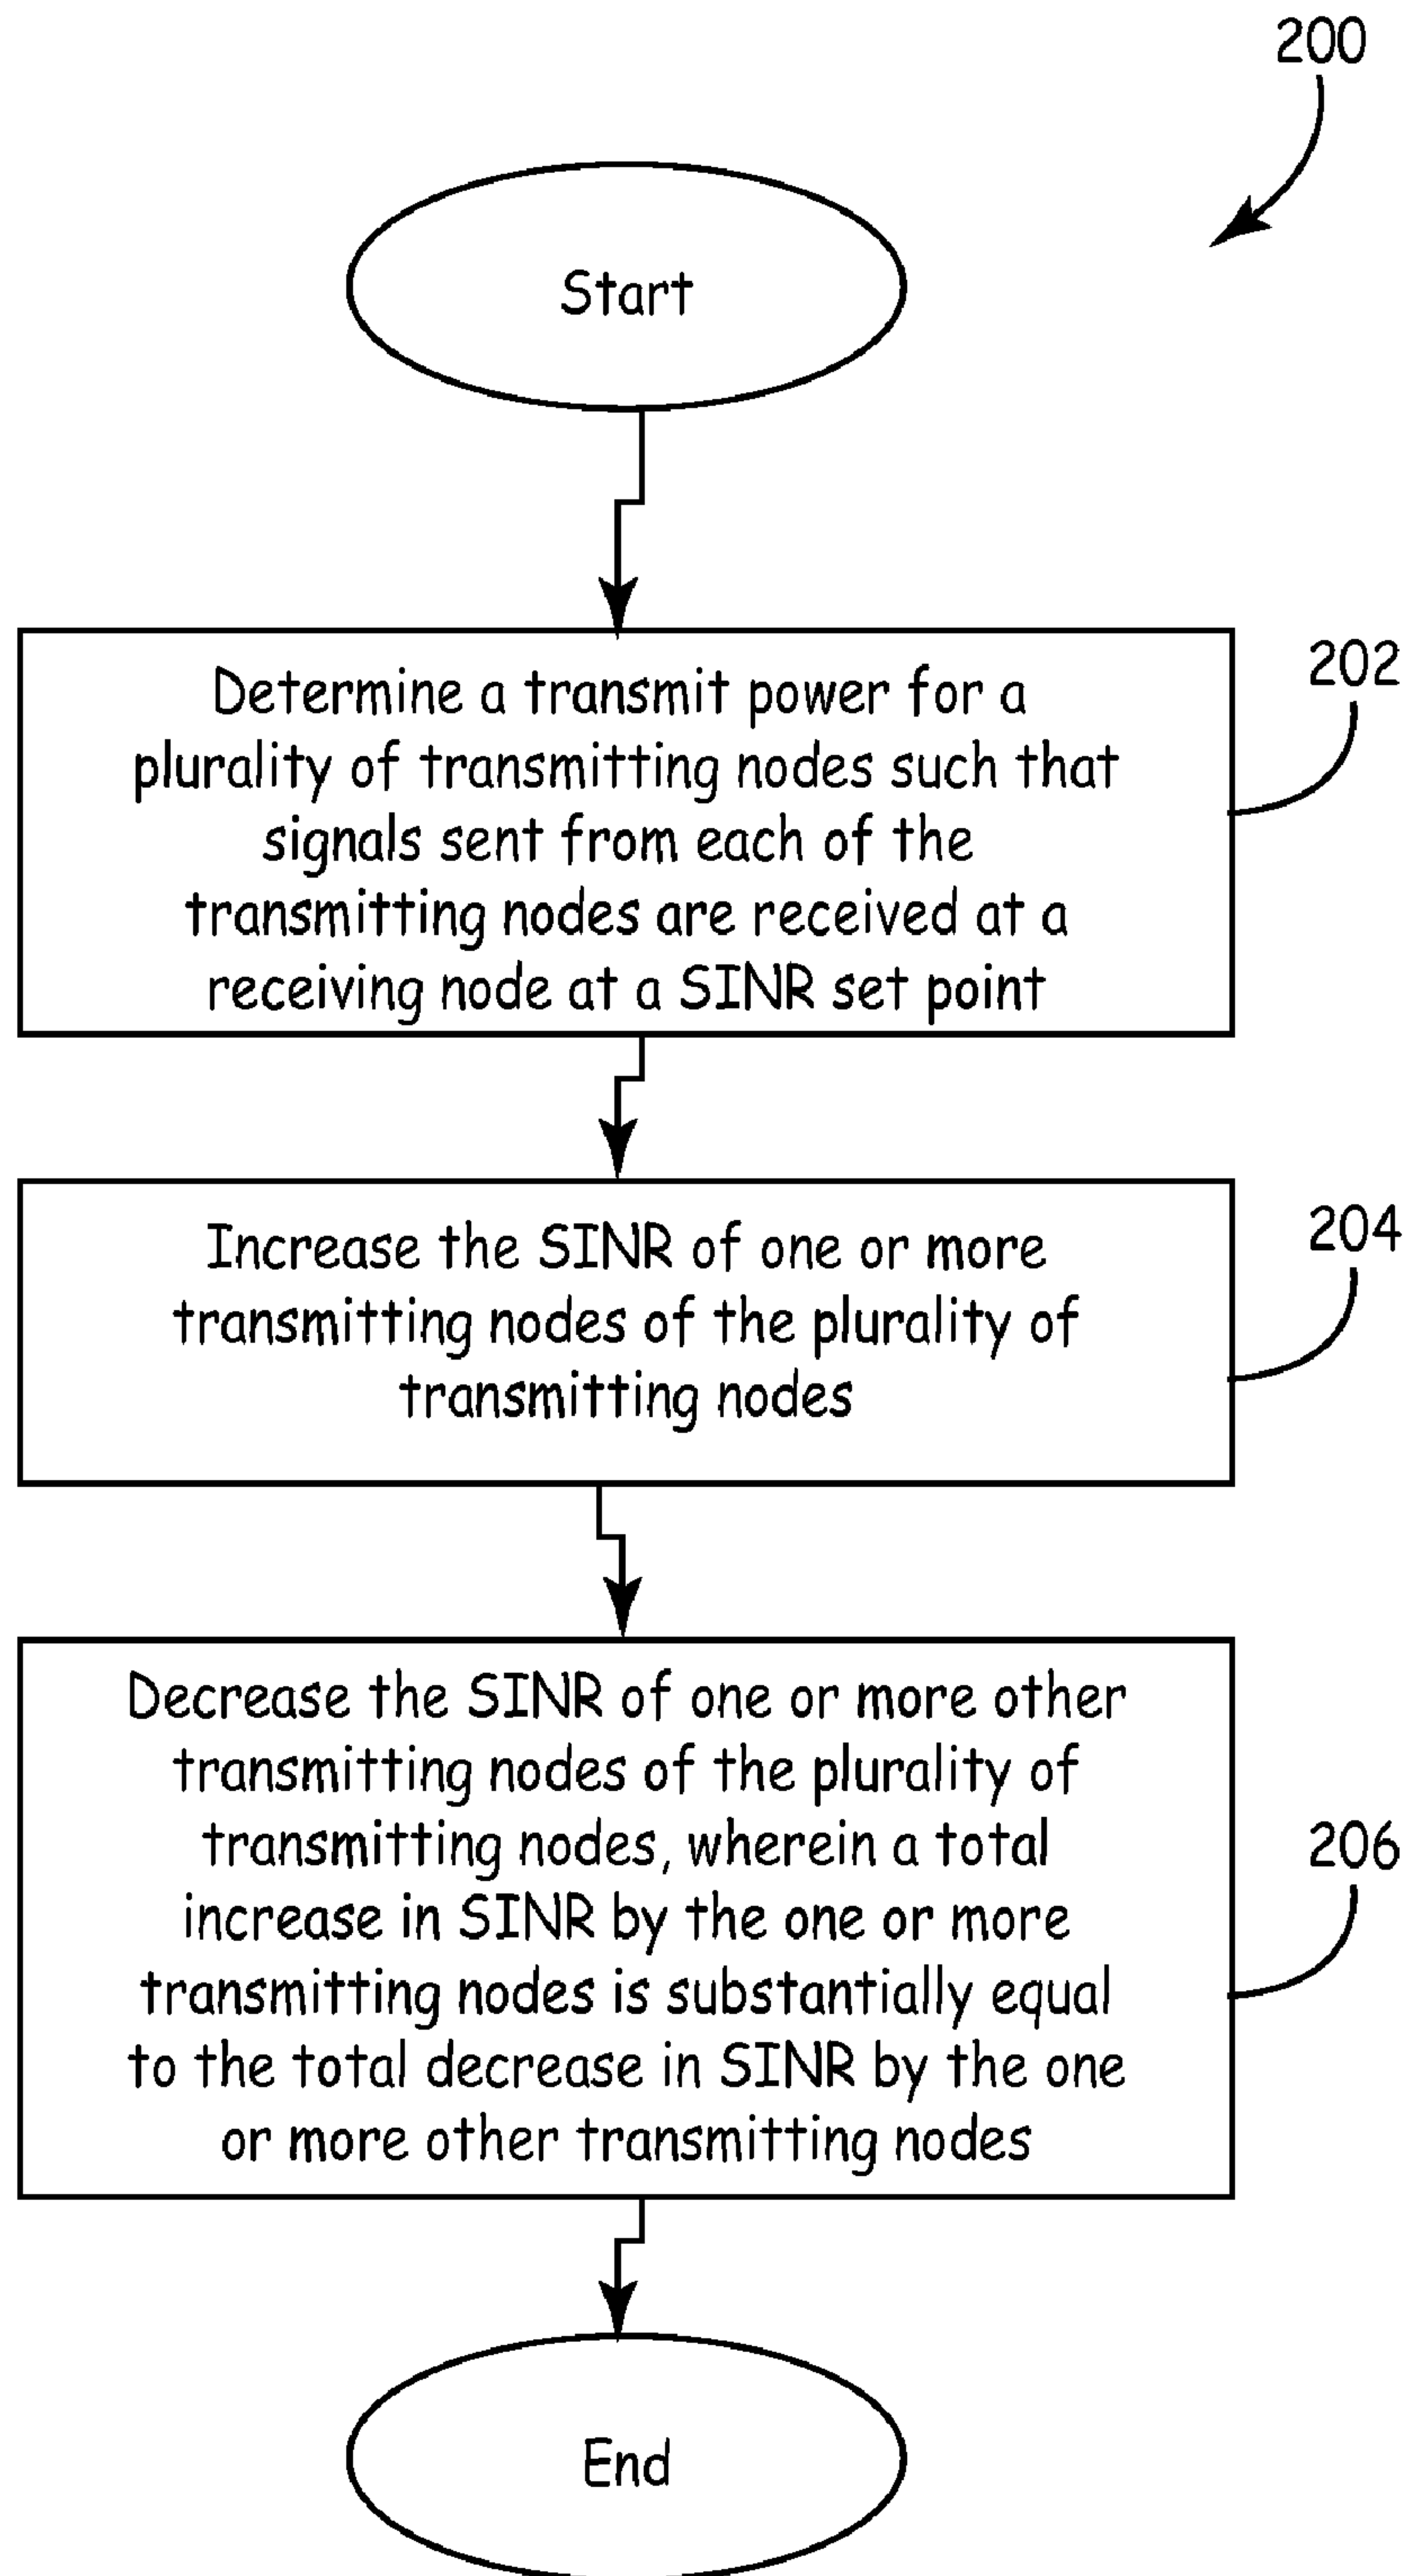 200
Start
Determine a transmit power for a
plurality of transmitting nodes such that
signals sent from each of the
transmitting nodes are received at a
receiving node at a SINR set point
202
Increase the SINR of one or more
transmitting nodes of the plurality of
transmitting nodes
204
Decrease the SINR of one or more other
transmitting nodes of the plurality of
transmitting nodes, wherein a total
increase in SINR by the one or more
transmitting nodes is substantially equal
to the total decrease in SINR by the one
or more other transmitting nodes
206
End